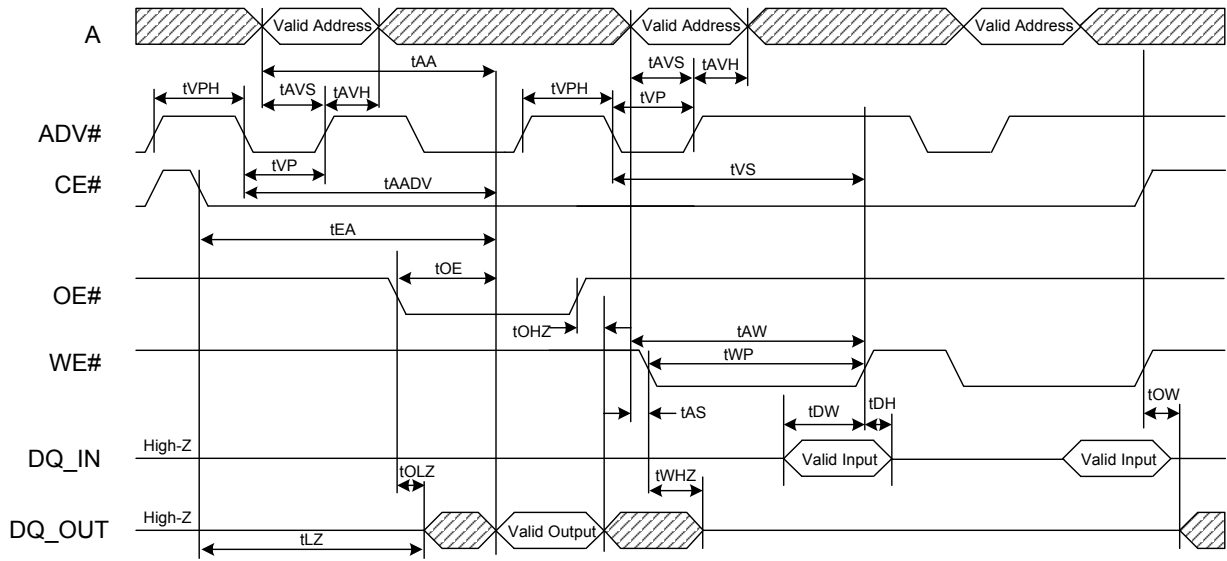 A
Valid Address
Valid Address
Valid Address
tAA
tAVS
tAVH
tVPH
tAVS
tAVH
tVPH
tVP
ADV#
tVP
tVS
CE#
tAADV
tEA
tOE
OE#
tOHZ
tAW
WE#
tWP
tAS
tDW
tDH
tOW
DQ_IN
High-Z
Valid Input
Valid Input
tOLZ
tWHZ
DQ_OUT
High-Z
Valid Output
tLZ